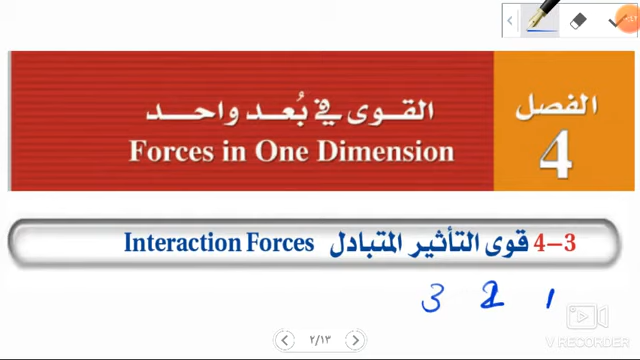 الفصل
4
القوى في بُعد واحد
Forces in One Dimension
4-3 قوى التأثير المتبادل Interaction Forces
1 2 3
٢/١٣
V RECORDER